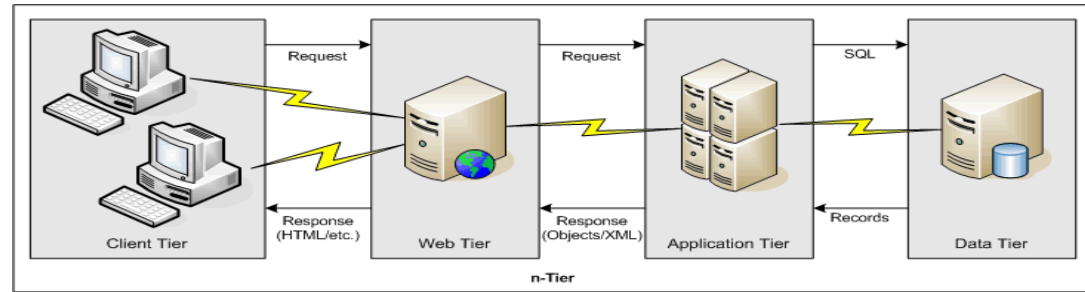 Request
Request
SQL
Response
(HTML/etc.)
Response
(Objects/XML)
Records
Client Tier
Web Tier
Application Tier
Data Tier
n-Tier